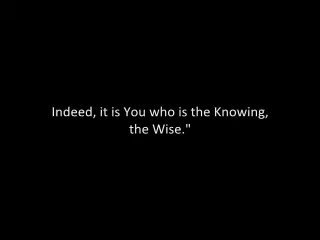 Indeed, it is You who is the Knowing,
the Wise."